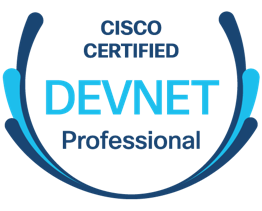 CISCO
CERTIFIED
DEVNET
Professional